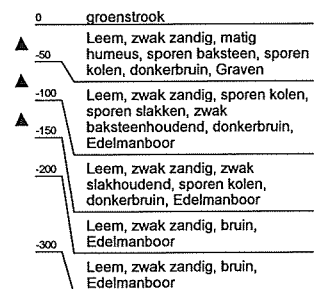 0 groenstrook
Leem, zwak zandig, matig
humeus, sporen baksteen, sporen
-50
kolen, donkerbruin, Graven
Leem, zwak zandig, sporen kolen,
-100
sporen slakken, zwak
baksteenhoudend, donkerbruin,
-150
Edelmanboor
Leem, zwak zandig, zwak
-200
slakhoudend, sporen kolen,
donkerbruin, Edelmanboor
Leem, zwak zandig, bruin,
Edelmanboor
-300
Leem, zwak zandig, bruin,
Edelmanboor